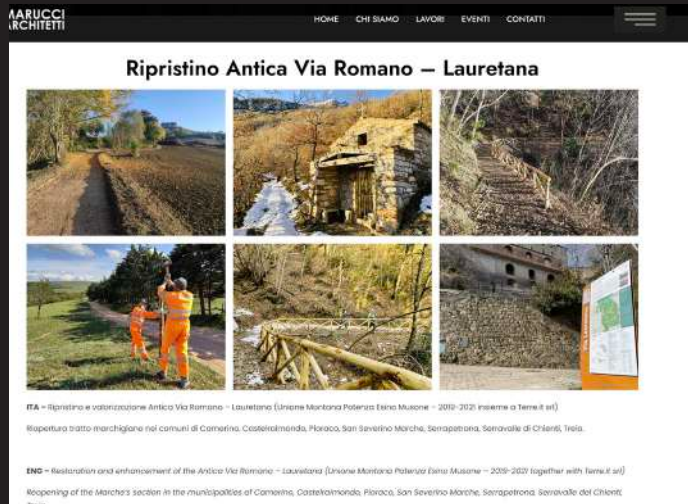 MARUCCI
ARCHITETTI
HOME CHI SIAMO LAVORI EVENTI CONTATTI
Ripristino Antica Via Romano – Lauretana
ITA – Ripristino e valorizzazione Antica Via Romano – Lauretana (Unione Montana Potenza Esino Musone – 2019-2021 insieme a Terre.it srl)
Riapertura tratto marchigiano nei comuni di Camerino, Castelraimondo, Pioraco, San Severino Marche, Serrapetrona, Serravalle di Chienti, Treia.
ENG – Restoration and enhancement of the Antica Via Romano – Lauretana (Unione Montana Potenza Esino Musone – 2019-2021 together with Terre.it srl)
Reopening of the Marche's section in the municipalities of Camerino, Castelraimondo, Pioraco, San Severino Marche, Serrapetrona, Serravalle del Chienti,